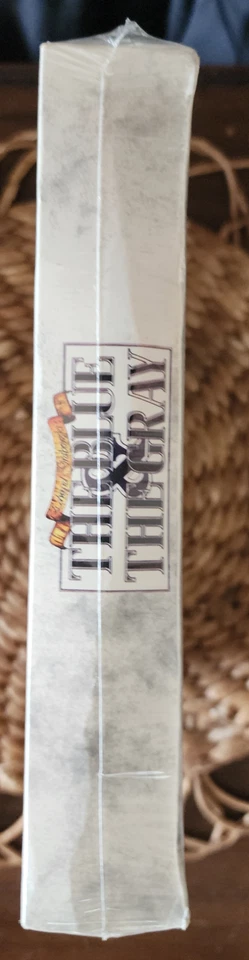 THE BLUE
&
THE GRAY